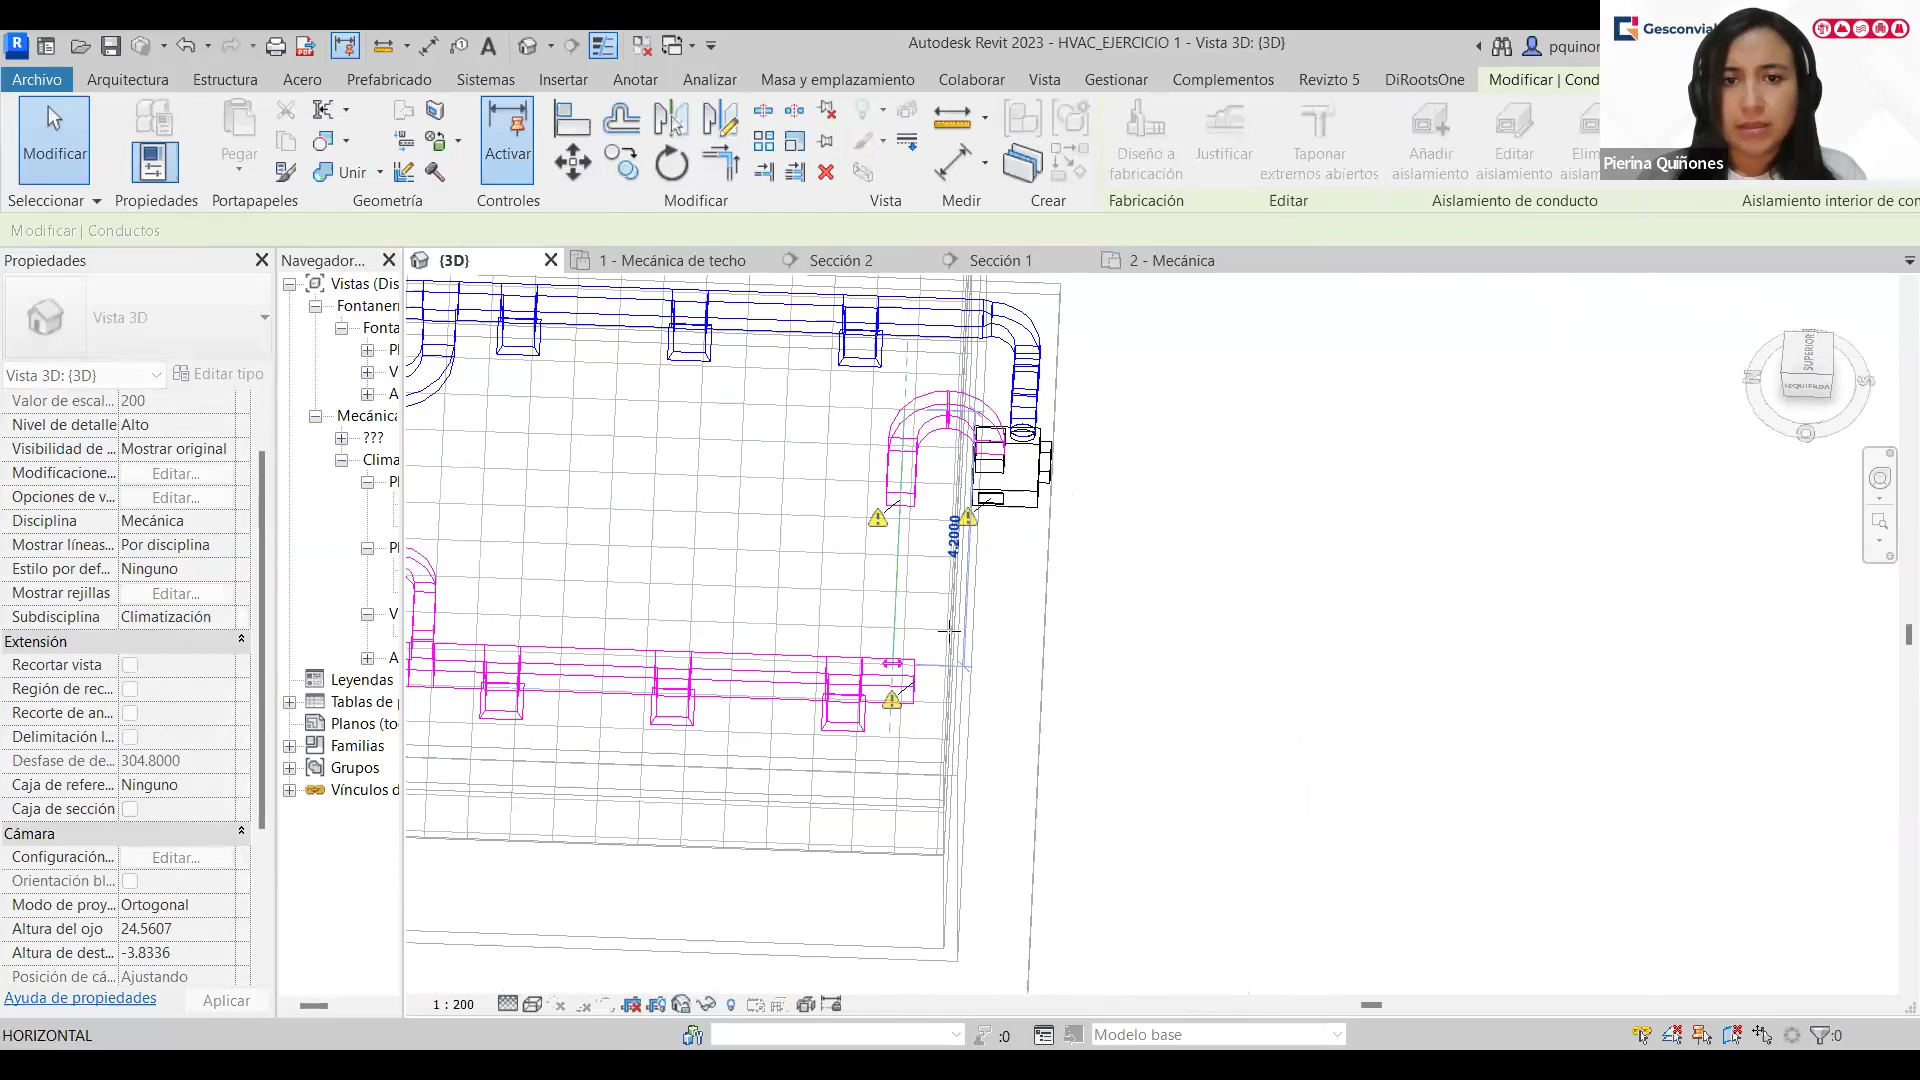 Autodesk Revit 2023 - HVAC_EJERCICIO 1 - Vista 3D: {3D}
pquinor
Gesconvial
Pierina Quiñones
Archivo Arquitectura Estructura Acero Prefabricado Sistemas Insertar Anotar Analizar Masa y emplazamiento Colaborar Vista Gestionar Complementos Revizto 5 DiRootsOne Modificar | Cond
Modificar Pegar Unir Activar
Diseño a fabricación Justificar Taponar extremos abiertos Añadir aislamiento Editar aislamiento Elim aislam
Seleccionar Propiedades Portapapeles Geometría Controles Modificar Vista Medir Crear Fabricación Editar Aislamiento de conducto Aislamiento interior de con
Modificar | Conductos
Propiedades
Navegador...
{3D} 1 - Mecánica de techo Sección 2 Sección 1 2 - Mecánica
Vista 3D
Vista 3D: {3D} Editar tipo
Valor de escal... 200
Nivel de detalle Alto
Visibilidad de ... Mostrar original
Modificacione... Editar...
Opciones de v... Editar...
Disciplina Mecánica
Mostrar líneas... Por disciplina
Estilo por def... Ninguno
Mostrar rejillas Editar...
Subdisciplina Climatización
Extensión
Recortar vista
Región de rec...
Recorte de an...
Delimitación l...
Desfase de de... 304.8000
Caja de refere... Ninguno
Caja de sección
Cámara
Configuración... Editar...
Orientación bl...
Modo de proy... Ortogonal
Altura del ojo 24.5607
Altura de dest... -3.8336
Posición de cá... Ajustando
Ayuda de propiedades Aplicar
Vistas (Dis
Fontaner
Fonta
Pl
V
A
Mecánica
???
Clima
Pl
Pl
V
A
Leyendas
Tablas de p
Planos (to
Familias
Grupos
Vínculos d
4.2000
SUPERIOR
IZQUIERDA
1 : 200
HORIZONTAL
:0
Modelo base
:0